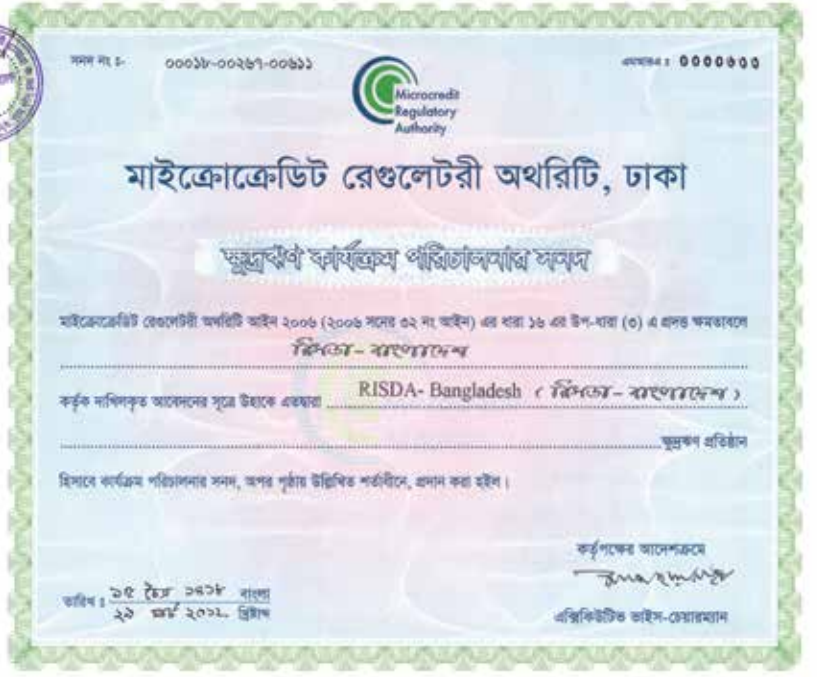 সনদ নং ঃ- ০০০১৮-০০২৬৭-০০৬১১
এমআরএ ঃ 0000600
Microcredit
Regulatory
Authority
মাইক্রোক্রেডিট রেগুলেটরী অথরিটি, ঢাকা
ক্ষুদ্রঋণ কার্যক্রম পরিচালনার সনদ
মাইক্রোক্রেডিট রেগুলেটরী অথরিটি আইন ২০০৬ (২০০৬ সনের ৩২ নং আইন) এর ধারা ১৬ এর উপ-ধারা (৩) এ প্রদত্ত ক্ষমতাবলে
রিসডা-বাংলাদেশ
কর্তৃক দাখিলকৃত আবেদনের সূত্রে উহাকে এতদ্বারা RISDA- Bangladesh (রিসডা-বাংলাদেশ)
ক্ষুদ্রঋণ প্রতিষ্ঠান
হিসাবে কার্যক্রম পরিচালনার সনদ, অপর পৃষ্ঠায় উল্লিখিত শর্তাধীনে, প্রদান করা হইল।
কর্তৃপক্ষের আদেশক্রমে
তারিখ ঃ ১৫ চৈত্র ১৪১৮ বাংলা
২৯ মার্চ ২০১২ খ্রিষ্টাব্দ
এক্সিকিউটিভ ভাইস-চেয়ারম্যান